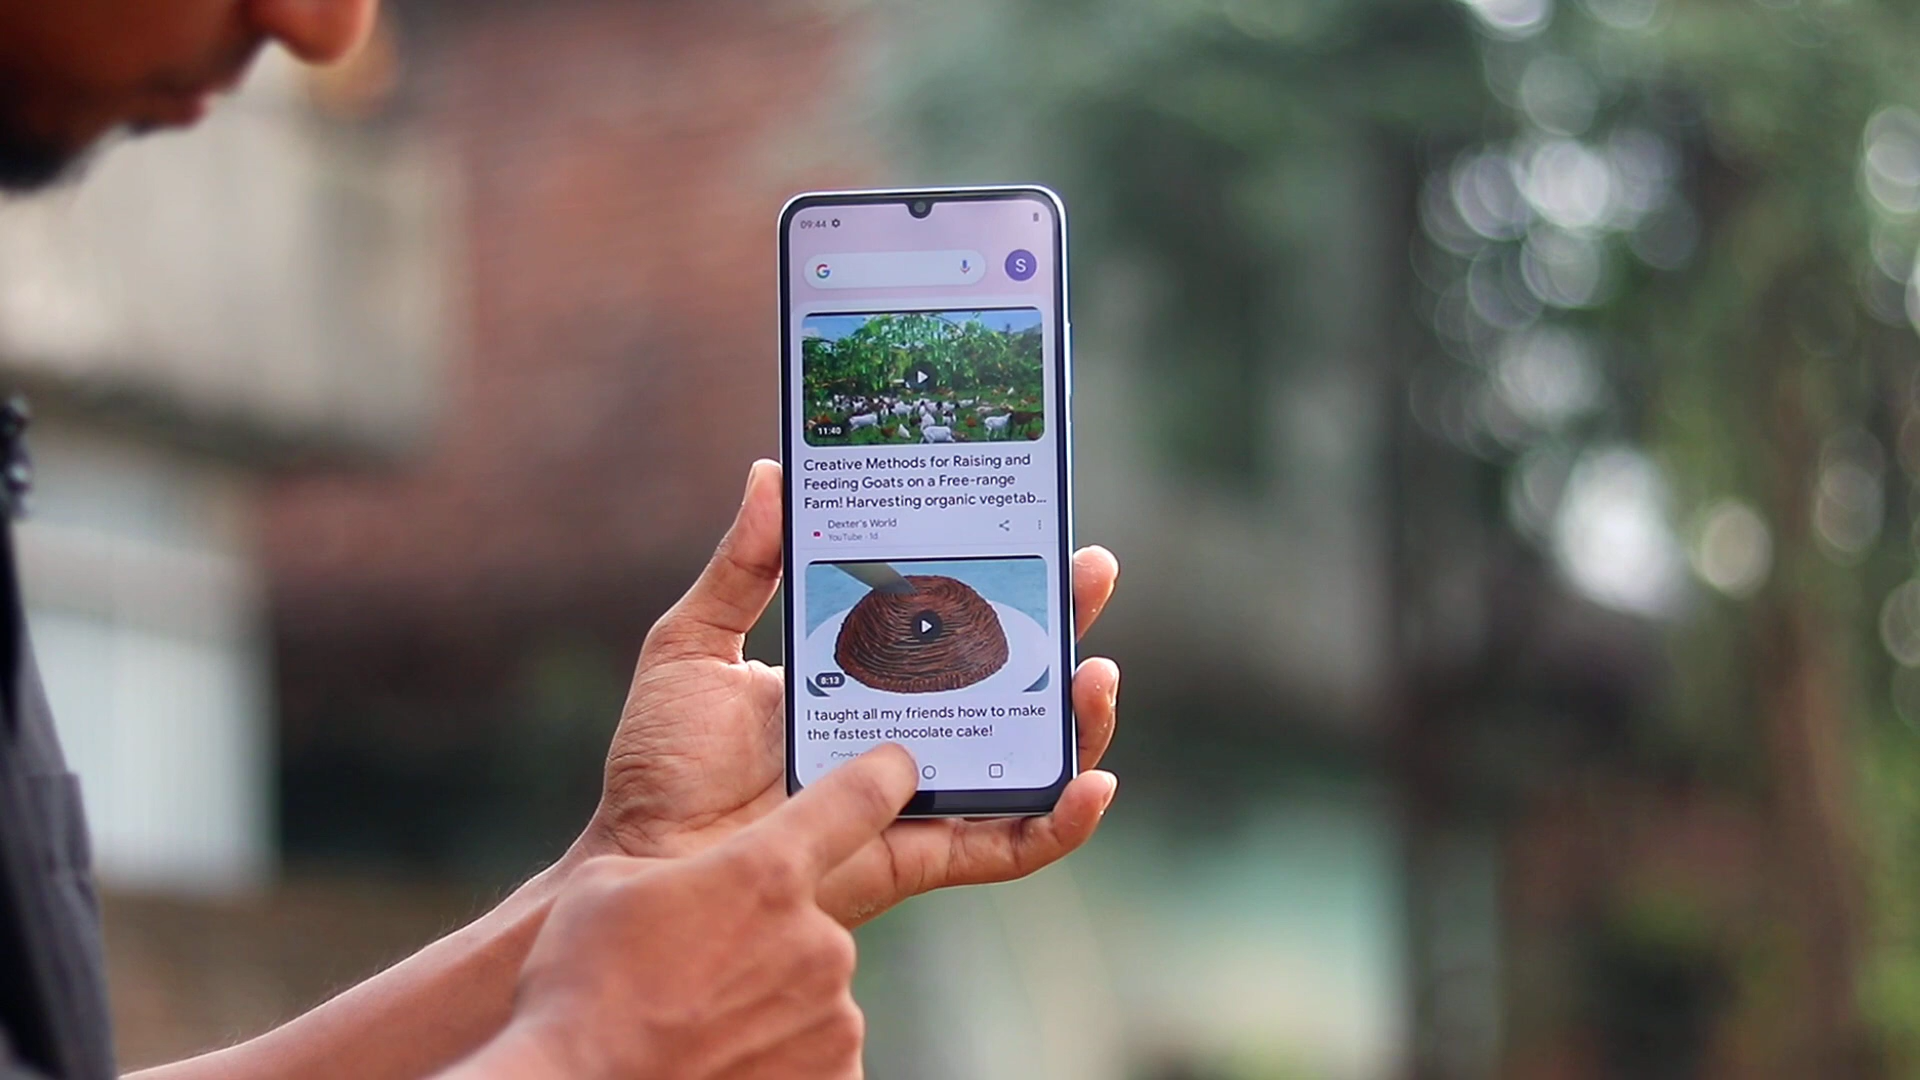 09:44
G
S
11:40
Creative Methods for Raising and
Feeding Goats on a Free-range
Farm! Harvesting organic vegetab...
Dexter's World
YouTube · 1d
8:13
I taught all my friends how to make
the fastest chocolate cake!